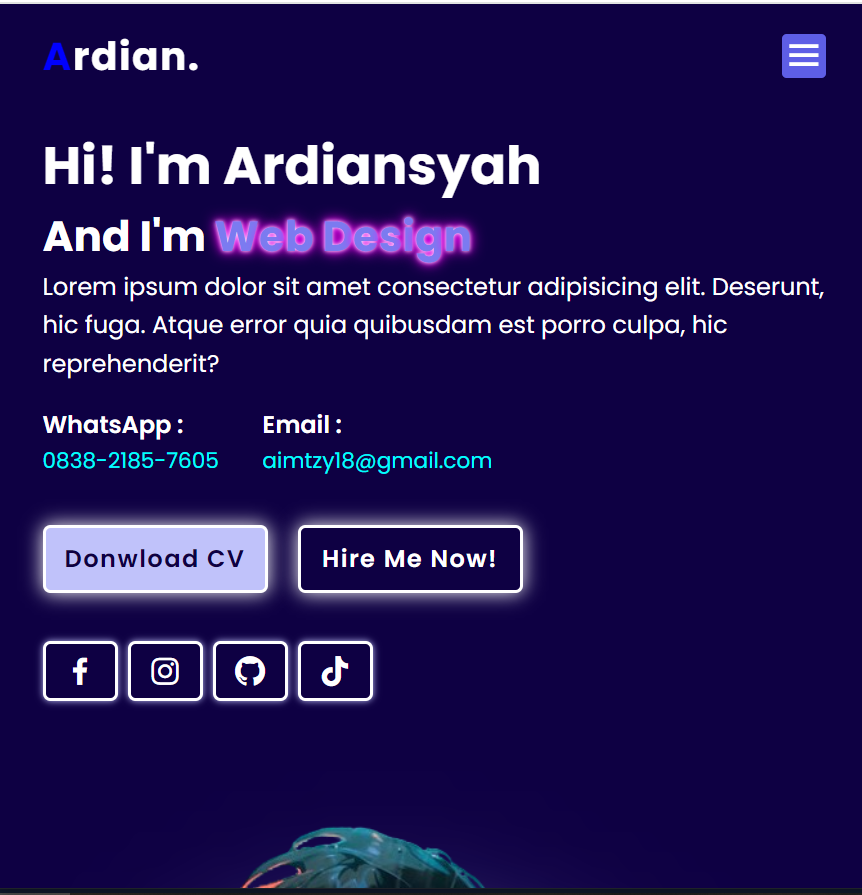 Ardian.
Hi! I'm Ardiansyah
And I'm Web Design
Lorem ipsum dolor sit amet consectetur adipisicing elit. Deserunt,
hic fuga. Atque error quia quibusdam est porro culpa, hic
reprehenderit?
WhatsApp : Email :
0838-2185-7605 aimtzy18@gmail.com
Donwload CV Hire Me Now!